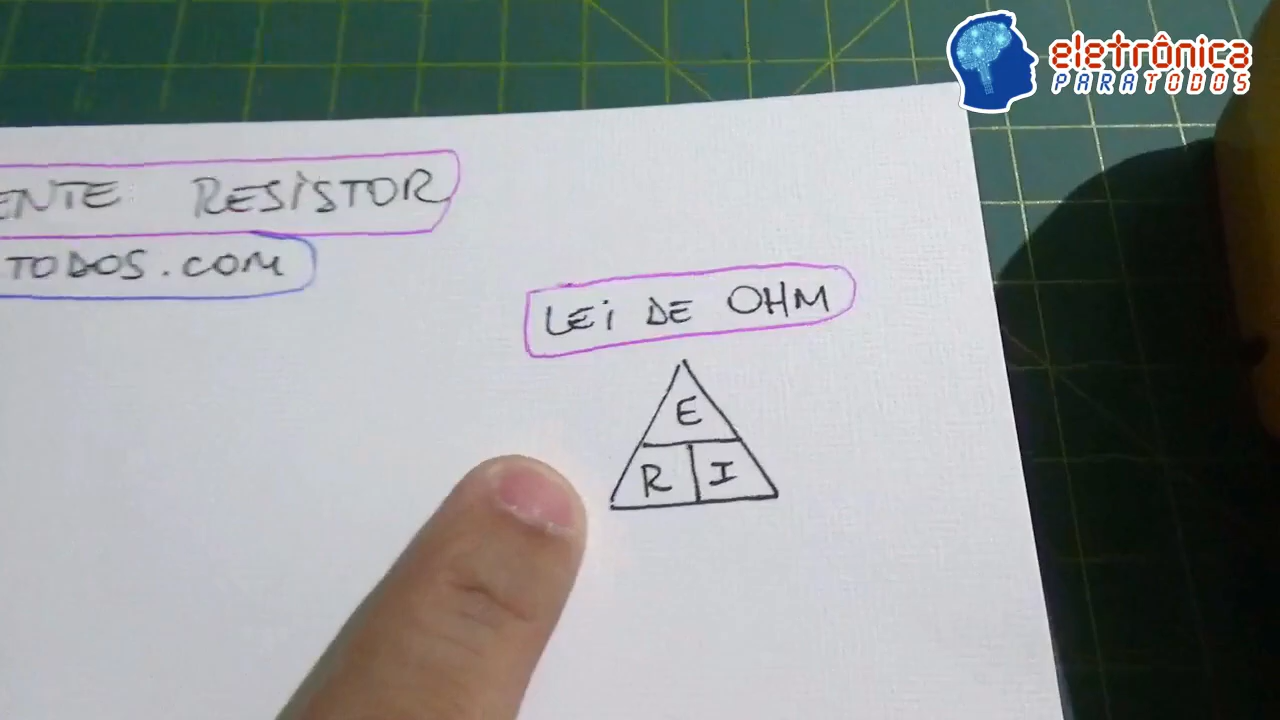 eletrônica
PARATODOS
ENTE RESISTOR
TODOS.COM
LEI DE OHM
E
R I